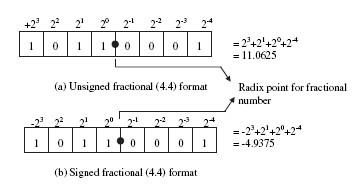 +2³ 2² 2¹ 2⁰ 2⁻¹ 2⁻² 2⁻³ 2⁻⁴
1 0 1 1 0 0 0 1
= 2³+2¹+2⁰+2⁻⁴
= 11.0625
(a) Unsigned fractional (4.4) format
Radix point for fractional
number
-2³ 2² 2¹ 2⁰ 2⁻¹ 2⁻² 2⁻³ 2⁻⁴
1 0 1 1 0 0 0 1
= -2³+2¹+2⁰+2⁻⁴
= -4.9375
(b) Signed fractional (4.4) format